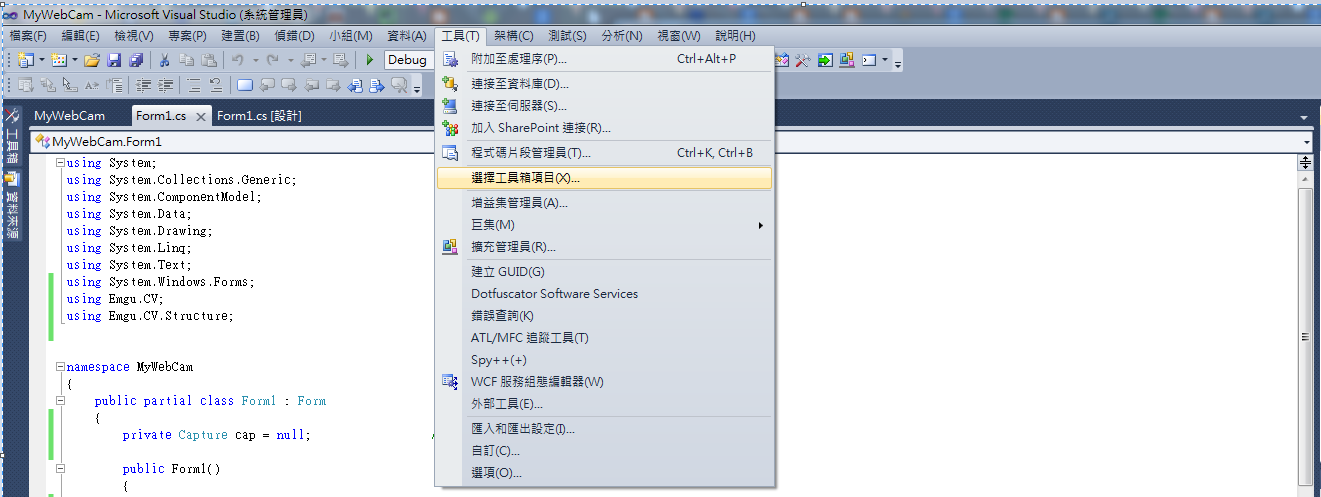 MyWebCam - Microsoft Visual Studio (系統管理員)
檔案(F) 編輯(E) 檢視(V) 專案(P) 建置(B) 偵錯(D) 小組(M) 資料(A) 工具(T) 架構(C) 測試(S) 分析(N) 視窗(W) 說明(H)
Debug
MyWebCam Form1.cs Form1.cs [設計]
工具箱
資料來源
MyWebCam.Form1
using System;
using System.Collections.Generic;
using System.ComponentModel;
using System.Data;
using System.Drawing;
using System.Linq;
using System.Text;
using System.Windows.Forms;
using Emgu.CV;
using Emgu.CV.Structure;
namespace MyWebCam
{
public partial class Form1 : Form
{
private Capture cap = null;
public Form1()
{
附加至處理序(P)... Ctrl+Alt+P
連接至資料庫(D)...
連接至伺服器(S)...
加入 SharePoint 連接(R)...
程式碼片段管理員(T)... Ctrl+K, Ctrl+B
選擇工具箱項目(X)...
增益集管理員(A)...
巨集(M)
擴充管理員(R)...
建立 GUID(G)
Dotfuscator Software Services
錯誤查詢(K)
ATL/MFC 追蹤工具(T)
Spy++(+)
WCF 服務組態編輯器(W)
外部工具(E)...
匯入和匯出設定(I)...
自訂(C)...
選項(O)...